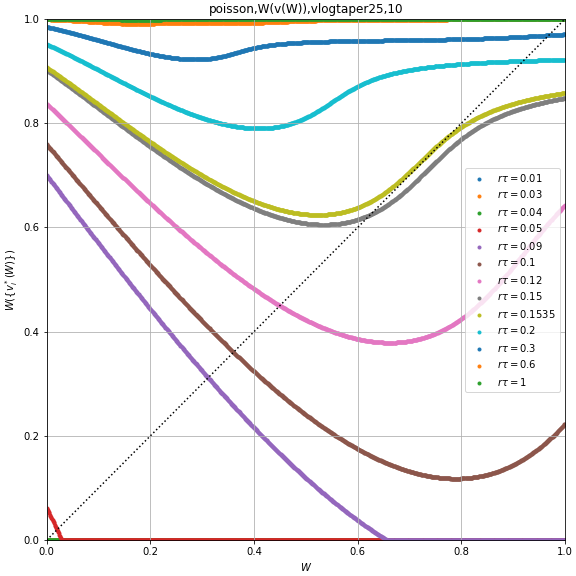 poisson,W(v(W)),vlogtaper25,10
1.0
0.8
0.6
0.4
0.2
0.0
W({v_i^*(W)})
rτ = 0.01
rτ = 0.03
rτ = 0.04
rτ = 0.05
rτ = 0.09
rτ = 0.1
rτ = 0.12
rτ = 0.15
rτ = 0.1535
rτ = 0.2
rτ = 0.3
rτ = 0.6
rτ = 1
0.0 0.2 0.4 0.6 0.8 1.0
W